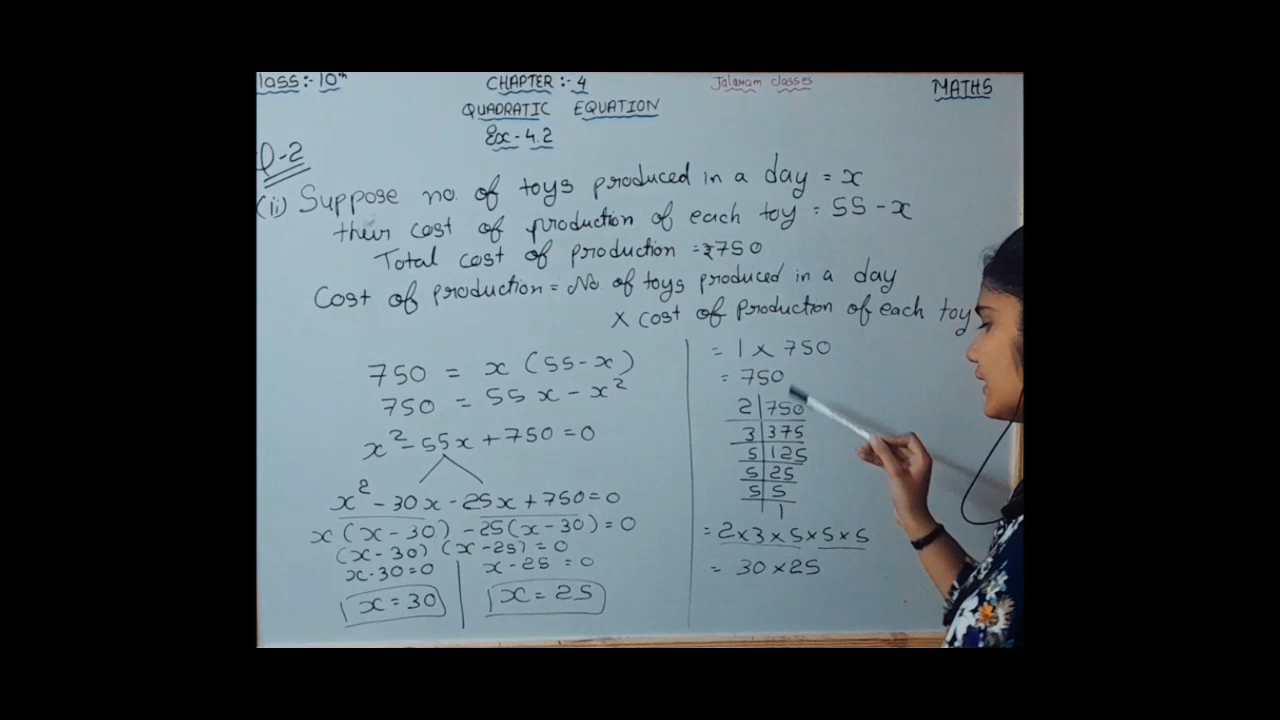 lass:- 10th
CHAPTER :- 4
Jalaram classes
MATHS
QUADRATIC EQUATION
Ex - 4.2
Q-2
(ii) Suppose no. of toys produced in a day = x
their cost of production of each toy = 55 - x
Total cost of production = ₹750
Cost of production = No. of toys produced in a day
× cost of production of each toy
750 = x (55 - x)
750 = 55x - x²
x² - 55x + 750 = 0
x² - 30x - 25x + 750 = 0
x (x - 30) - 25 (x - 30) = 0
(x - 30) (x - 25) = 0
x - 30 = 0 | x - 25 = 0
x = 30 | x = 25
= 1 × 750
= 750
2 | 750
3 | 375
5 | 125
5 | 25
5 | 5
| 1
= 2 × 3 × 5 × 5 × 5
= 30 × 25